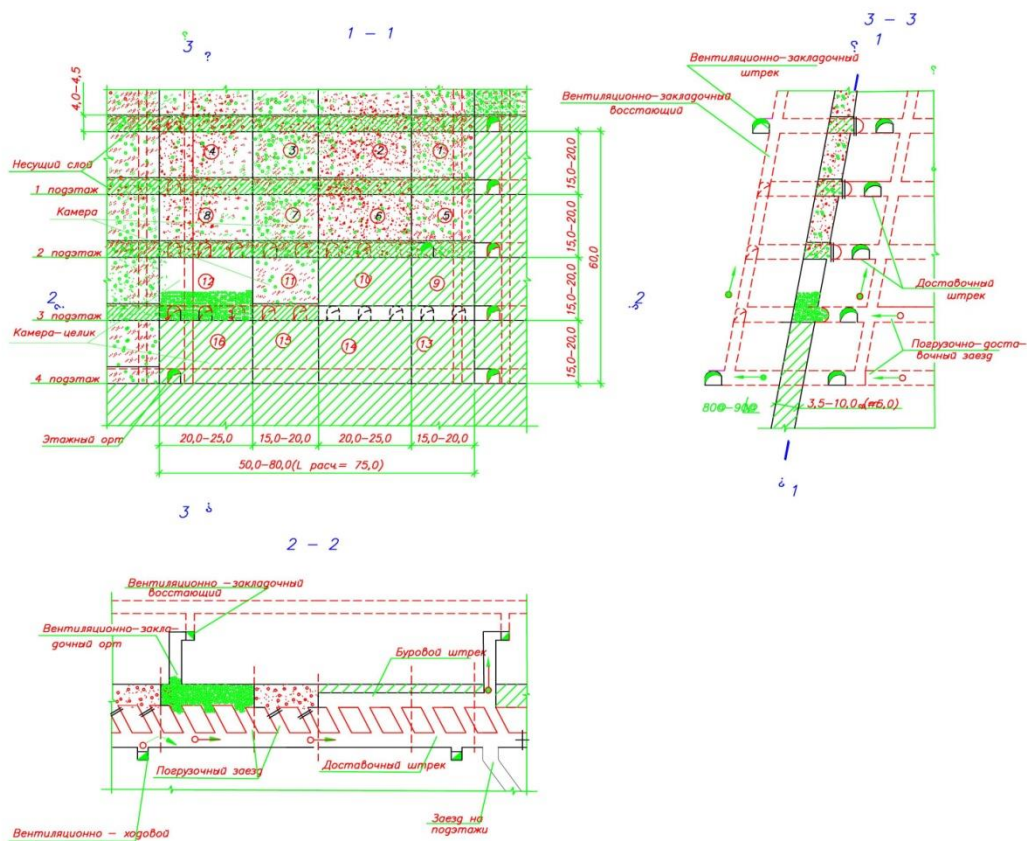 1 - 1
3
?
?
4,0-4,5
Несущий слой
1 подэтаж
Камера
2 подэтаж
2
3 подэтаж
Камера-целик
4 подэтаж
Этажный орт
4
3
2
1
8
7
6
5
12
11
10
9
16
15
14
13
15,0-20,0
15,0-20,0
15,0-20,0
15,0-20,0
60,0
20,0-25,0
15,0-20,0
20,0-25,0
15,0-20,0
50,0-80,0(L расч.= 75,0)
3
3 - 3
?
1
?
Вентиляционно-закладочный
штрек
Вентиляционно-закладочный
восстающий
2
Доставочный
штрек
Погрузочно-доста-
вочный заезд
3,5-10,0
1
2 - 2
Вентиляционно -закладочный
восстающий
Вентиляционно-закла-
дочный орт
Буровой штрек
Погрузочный заезд
Доставочный штрек
Вентиляционно - ходовой
Заезд на
подэтажи